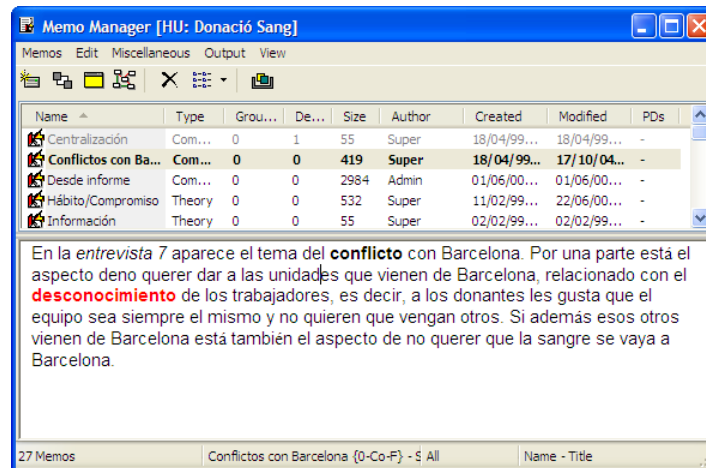 Memo Manager [HU: Donació Sang]
Memos Edit Miscellaneous Output View
Name Type Grou... De... Size Author Created Modified PDs
Centralización Com... 0 1 55 Super 18/04/99... 18/04/99... -
Conflictos con Ba... Com... 0 0 419 Super 18/04/99... 17/10/04... -
Desde informe Com... 0 0 2984 Admin 01/06/00... 01/06/00... -
Hábito/Compromiso Theory 0 0 532 Super 11/02/99... 22/06/00... -
Información Theory 0 0 55 Super 02/02/99... 02/02/99... -
En la entrevista 7 aparece el tema del conflicto con Barcelona. Por una parte está el
aspecto deno querer dar a las unidades que vienen de Barcelona, relacionado con el
desconocimiento de los trabajadores, es decir, a los donantes les gusta que el
equipo sea siempre el mismo y no quieren que vengan otros. Si además esos otros
vienen de Barcelona está también el aspecto de no querer que la sangre se vaya a
Barcelona.
27 Memos Conflictos con Barcelona {0-Co-F} - S All Name - Title